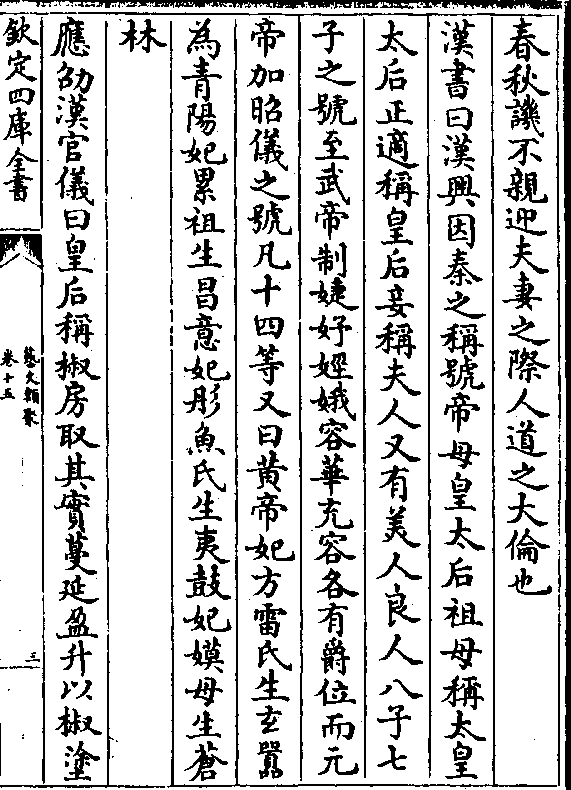 春秋譏不親迎夫妻之際人道之大倫也
漢書曰漢興因秦之稱號帝母皇太后祖母稱太皇
太后正適稱皇后妾稱夫人又有美人良人八子七
子之號至武帝制婕妤娙娥容華充容各有爵位而元
帝加昭儀之號凡十四等又曰黄帝妃方雷氏生玄囂
為青陽妃累祖生昌意妃彤魚氏生夷鼓妃嫫母生蒼
林
應劭漢官儀曰皇后稱椒房取其實蔓延盈升以椒塗
欽定四庫全書
藝文類聚
卷十五
三